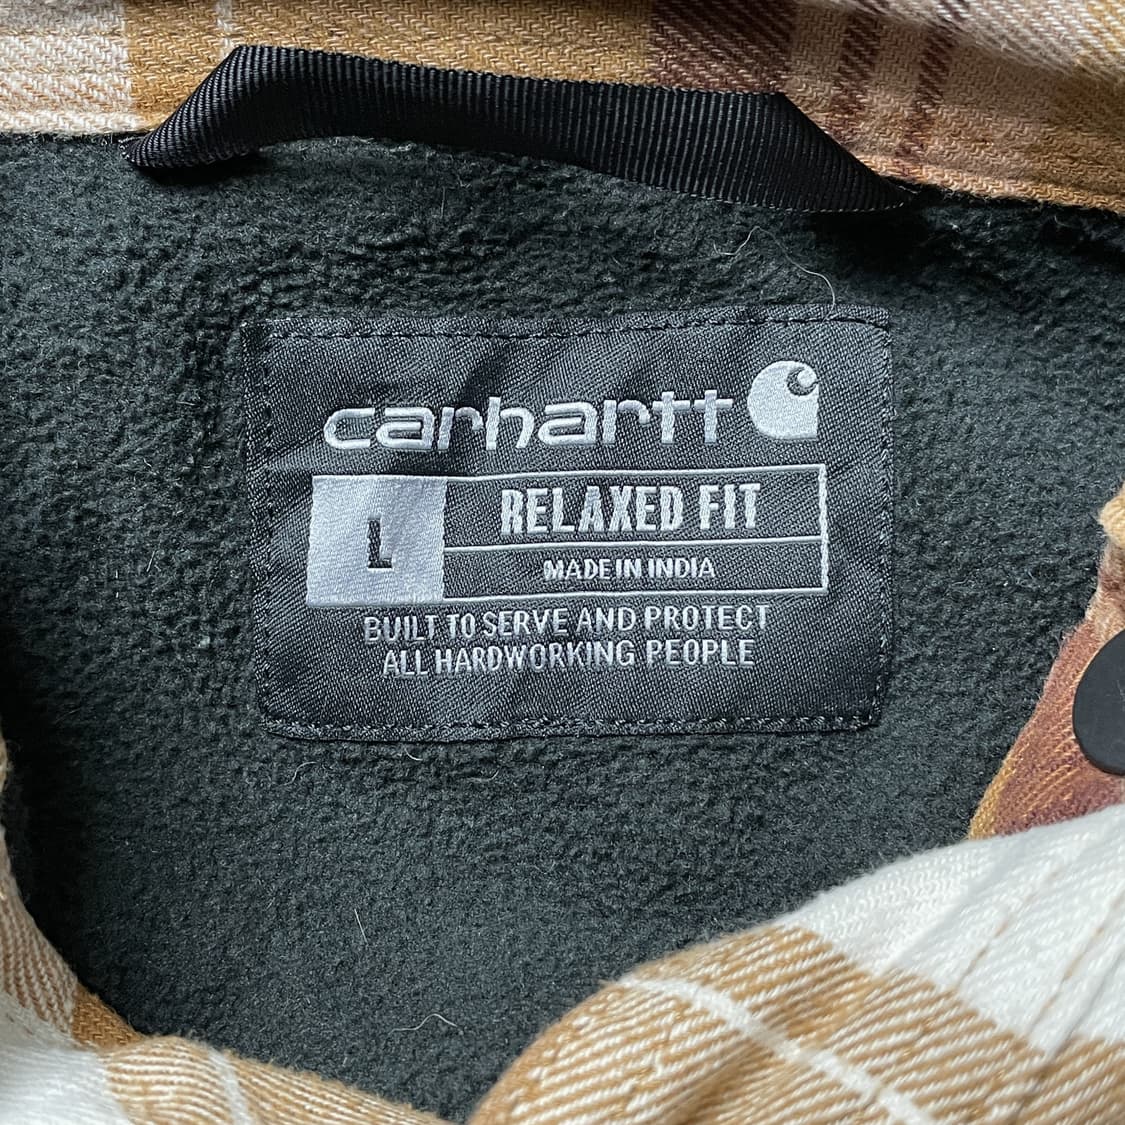 carhartt
L
RELAXED FIT
MADE IN INDIA
BUILT TO SERVE AND PROTECT
ALL HARDWORKING PEOPLE